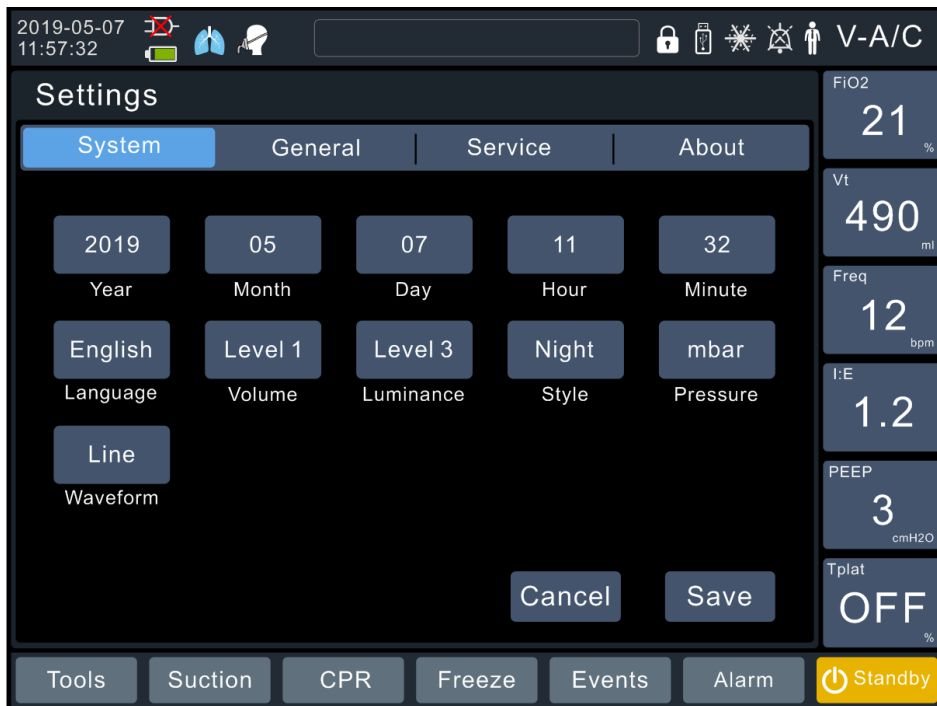 2019-05-07
11:57:32
V-A/C
Settings
System General Service About
2019 05 07 11 32
Year Month Day Hour Minute
English Level 1 Level 3 Night mbar
Language Volume Luminance Style Pressure
Line
Waveform
Cancel Save
FiO2
21
%
Vt
490
ml
Freq
12
bpm
I:E
1.2
PEEP
3
cmH2O
Tplat
OFF
%
Tools Suction CPR Freeze Events Alarm Standby